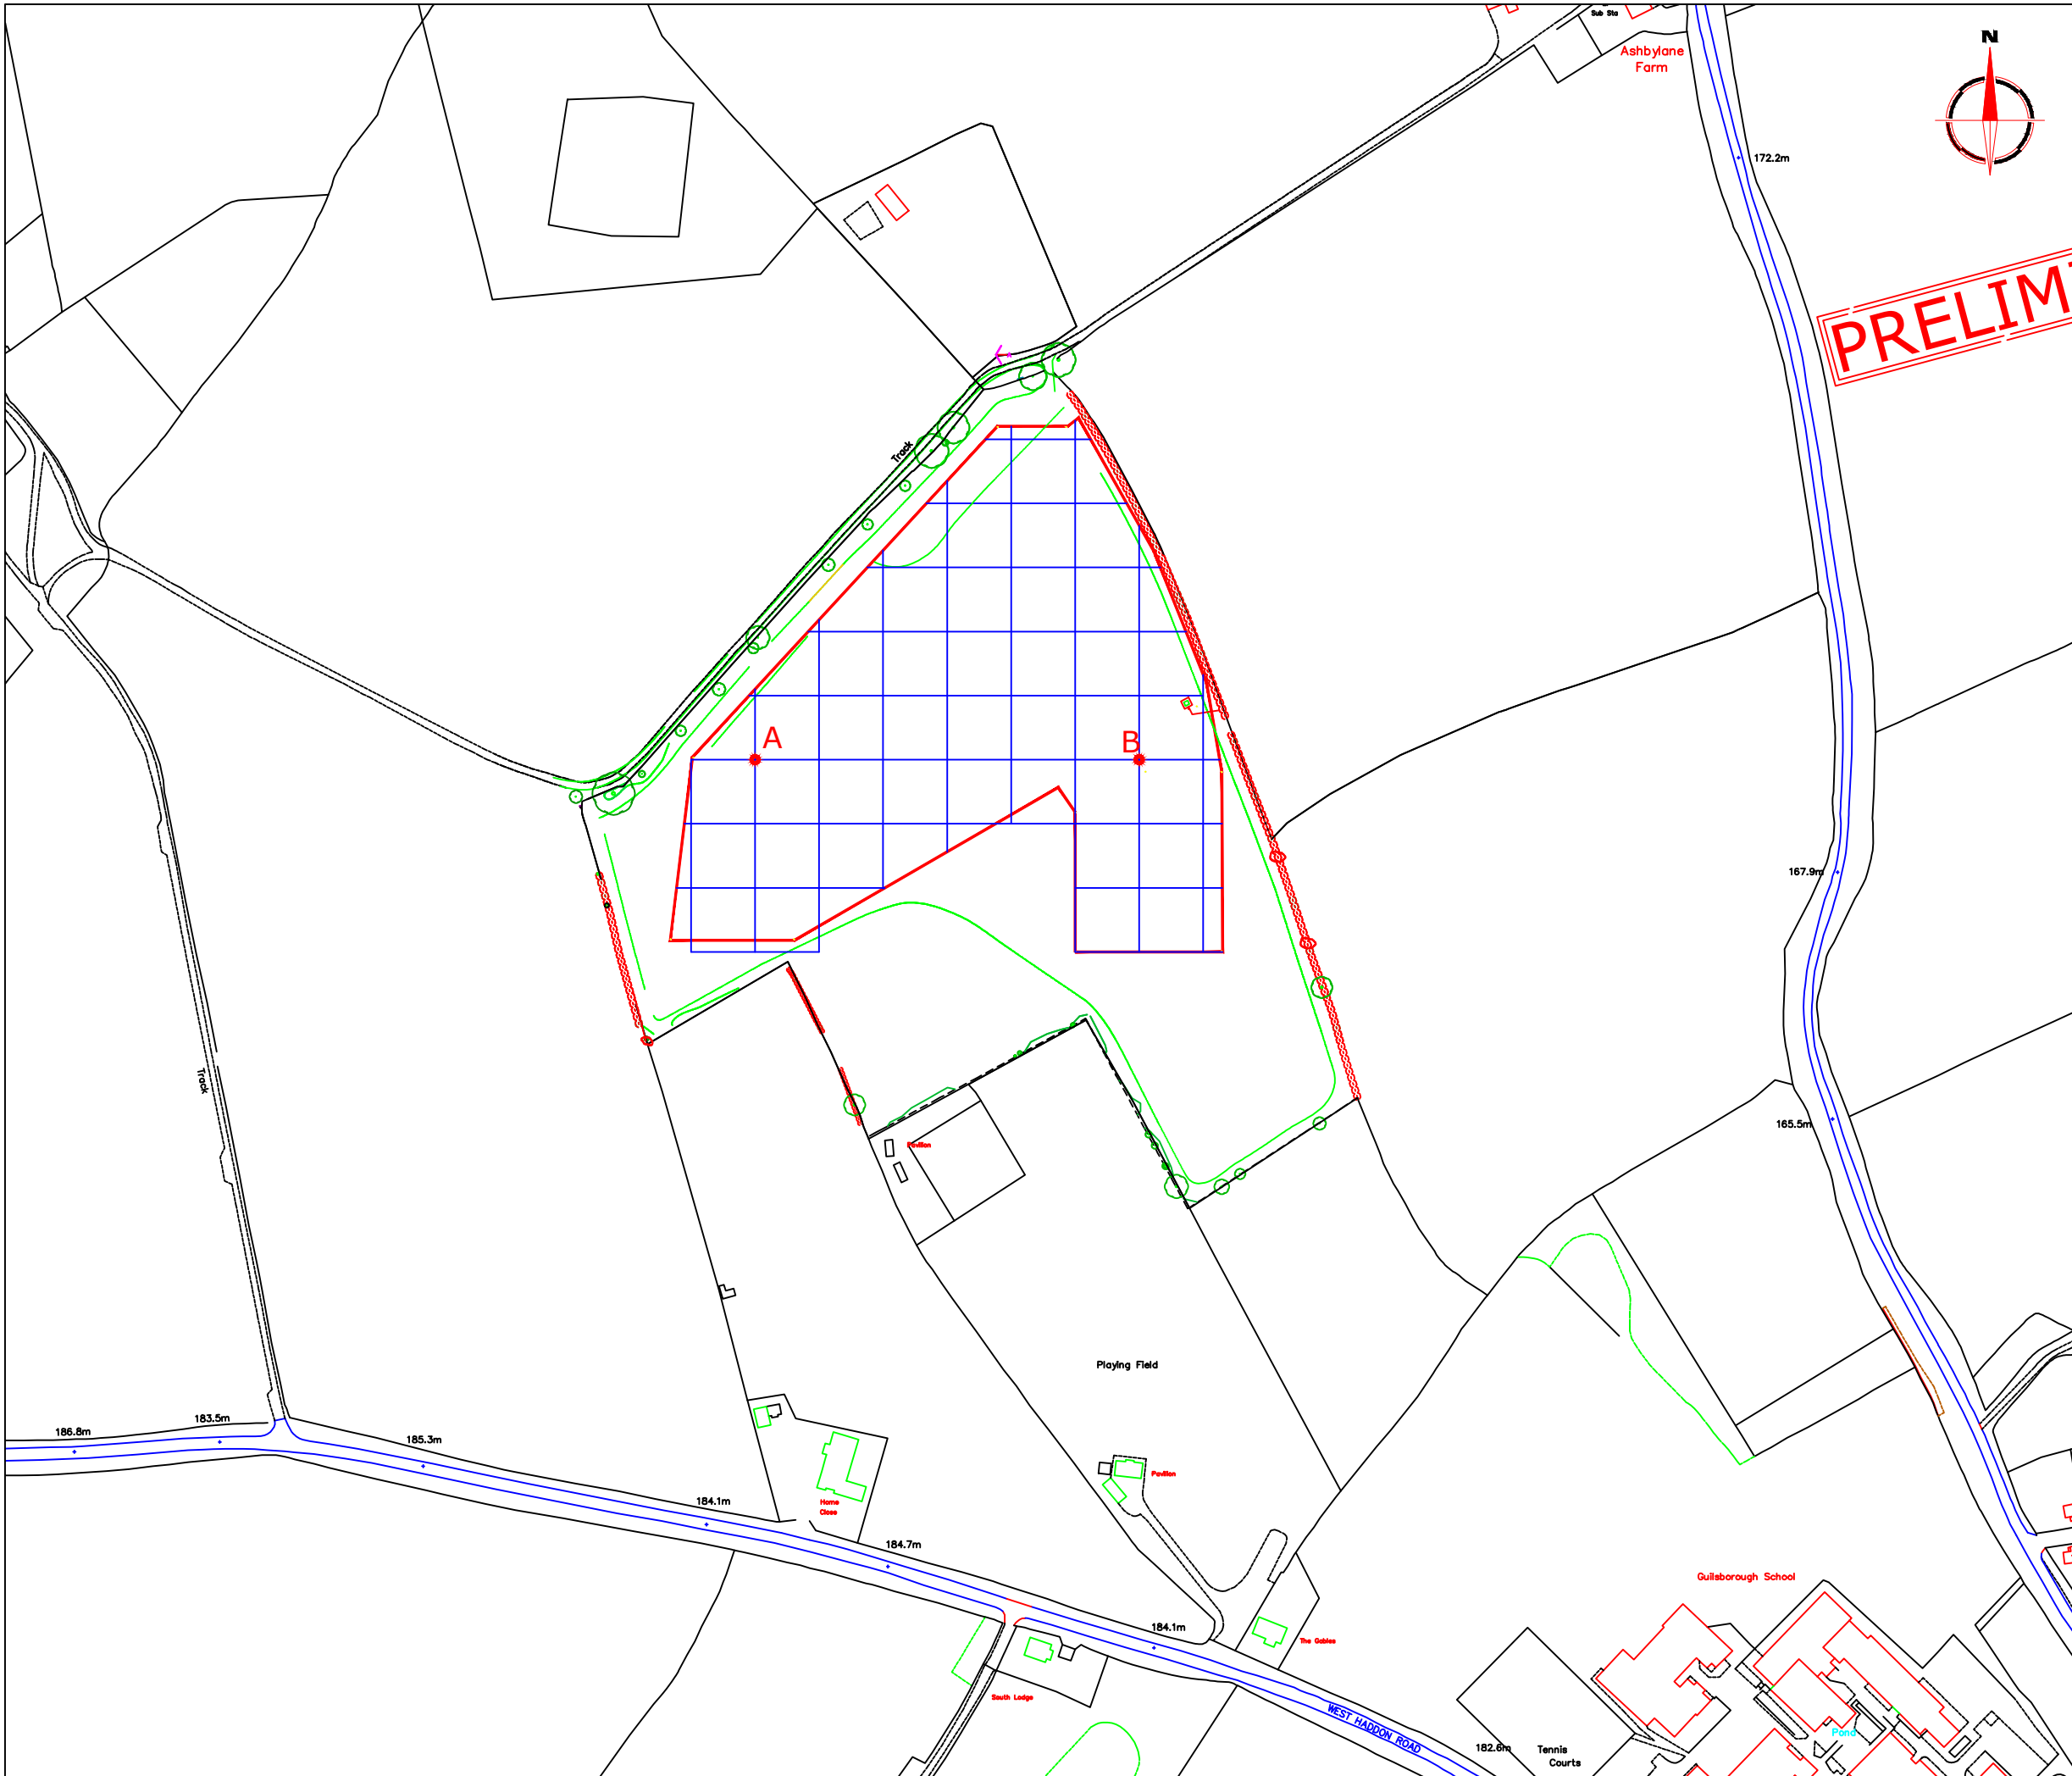 Sub Sta
Ashbylane
Farm
N
172.2m
PRELIM
Track
A
B
167.9m
165.5m
Track
Pavilion
Playing Field
186.8m
183.5m
185.3m
184.1m
Home
Close
Pavilion
184.7m
184.1m
The Gables
Guilsborough School
South Lodge
WEST HADDON ROAD
182.6m
Tennis
Courts
Pond